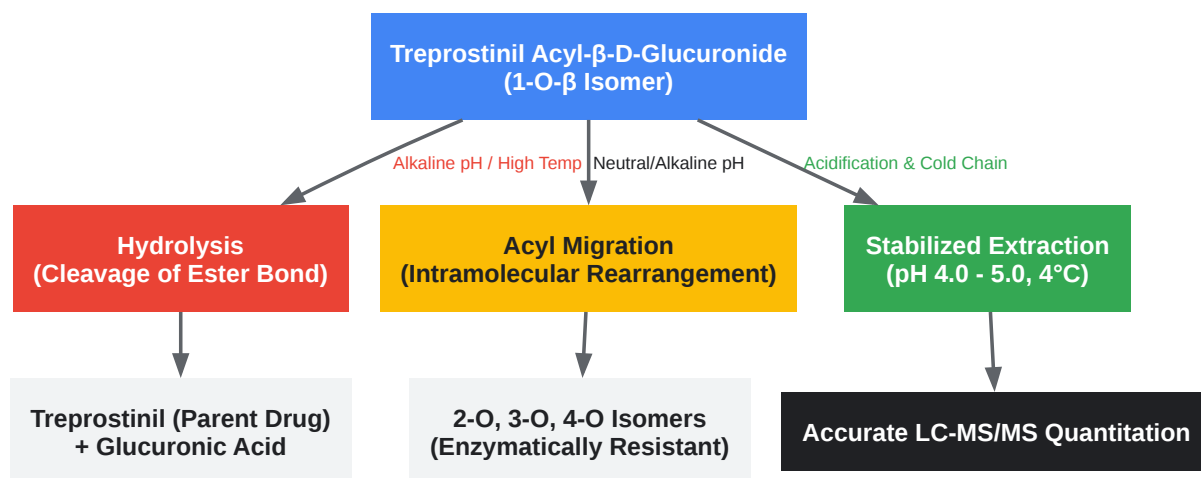 Treprostinil Acyl-β-D-Glucuronide
(1-O-β Isomer)
Alkaline pH / High Temp
Neutral/Alkaline pH
Acidification & Cold Chain
Hydrolysis
(Cleavage of Ester Bond)
Acyl Migration
(Intramolecular Rearrangement)
Stabilized Extraction
(pH 4.0 - 5.0, 4°C)
Treprostinil (Parent Drug)
+ Glucuronic Acid
2-O, 3-O, 4-O Isomers
(Enzymatically Resistant)
Accurate LC-MS/MS Quantitation